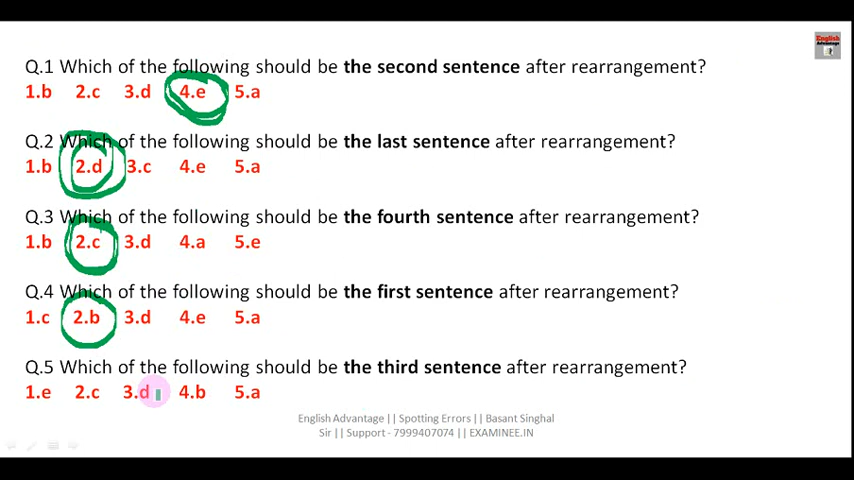 English
Advantage
Q.1 Which of the following should be the second sentence after rearrangement?
1.b 2.c 3.d 4.e 5.a
Q.2 Which of the following should be the last sentence after rearrangement?
1.b 2.d 3.c 4.e 5.a
Q.3 Which of the following should be the fourth sentence after rearrangement?
1.b 2.c 3.d 4.a 5.e
Q.4 Which of the following should be the first sentence after rearrangement?
1.c 2.b 3.d 4.e 5.a
Q.5 Which of the following should be the third sentence after rearrangement?
1.e 2.c 3.d 4.b 5.a
English Advantage || Spotting Errors || Basant Singhal
Sir || Support - 7999407074 || EXAMINEE.IN